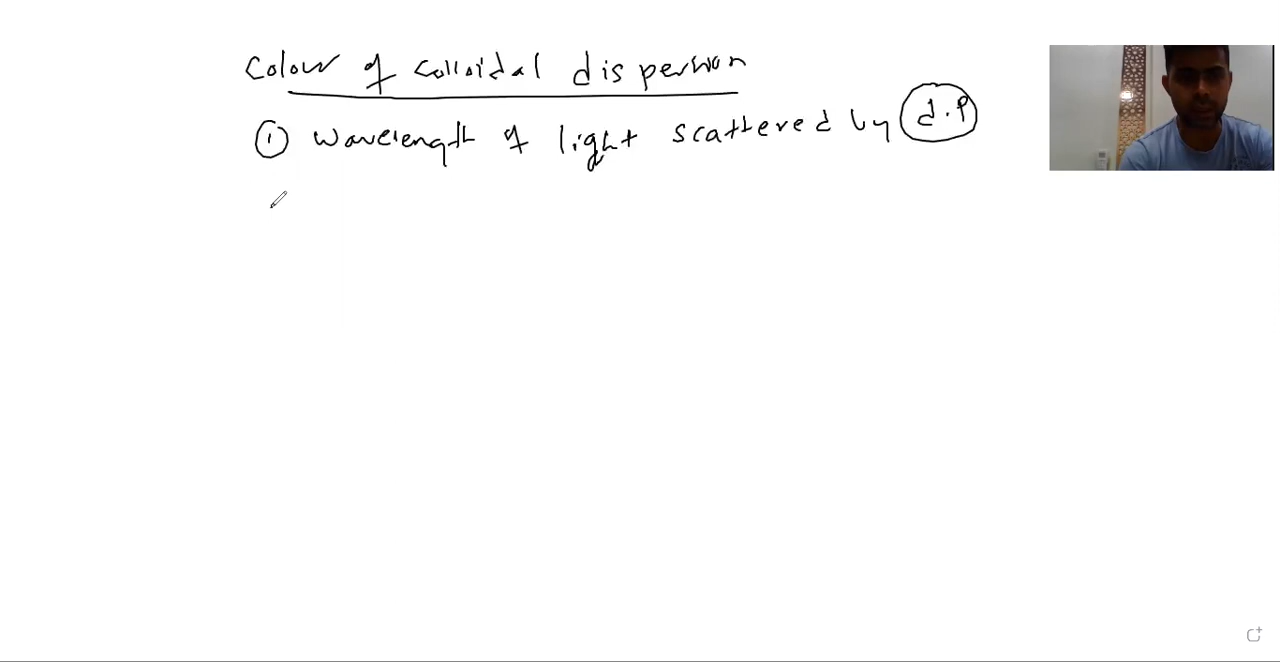 Colour of colloidal dispersion
① Wavelength of light scattered by d.p